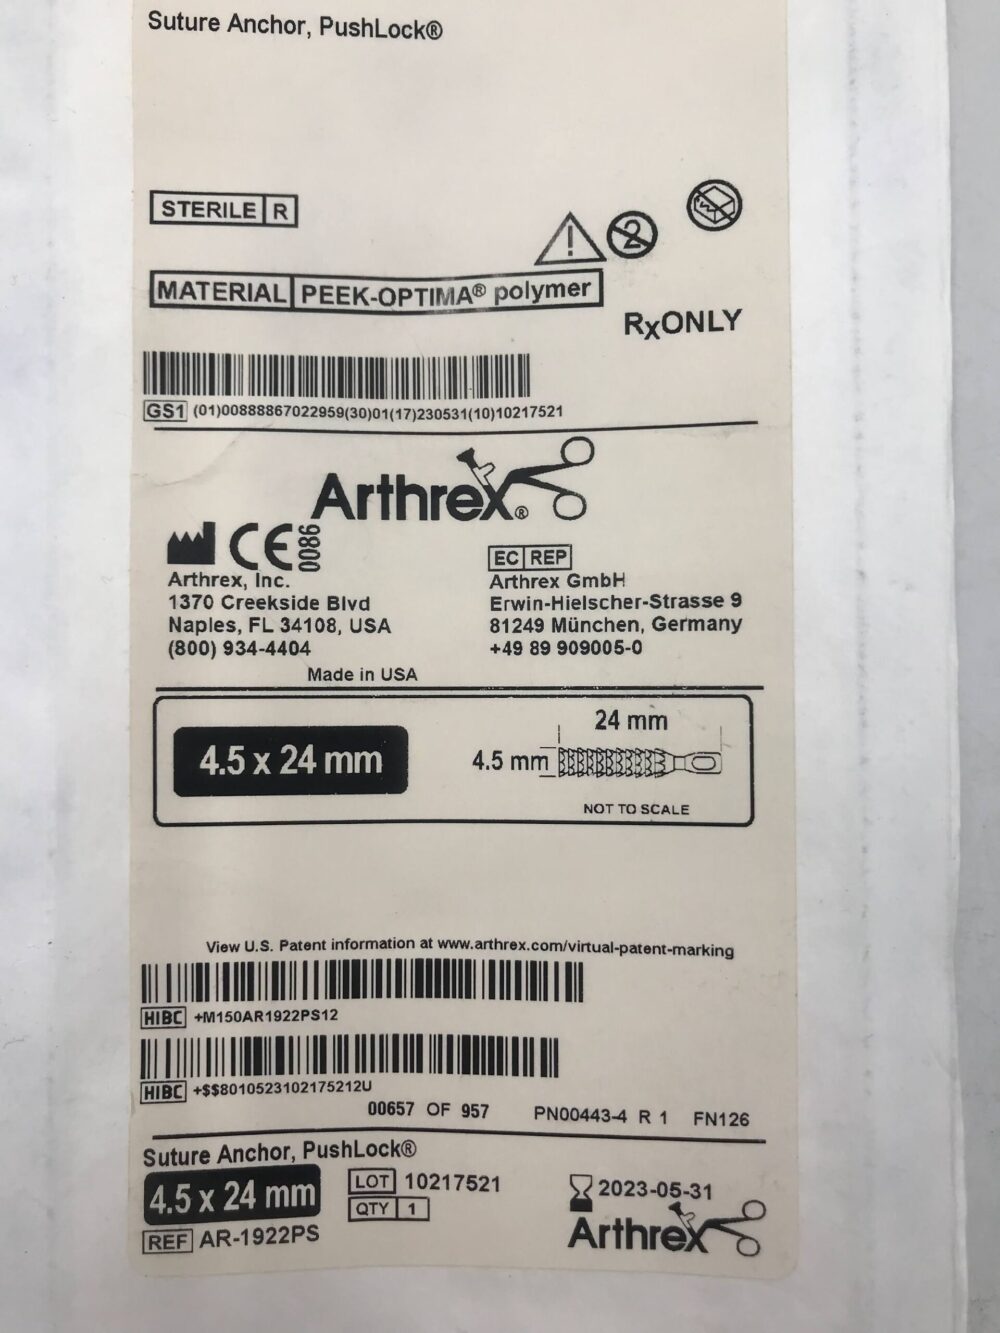 Suture Anchor, PushLock®
STERILE R
2
MATERIAL PEEK-OPTIMA® polymer
RxONLY
GS1 (01)00888867022959(30)01(17)230531(10)10217521
Arthrex®
CE 0086
Arthrex, Inc.
1370 Creekside Blvd
Naples, FL 34108, USA
(800) 934-4404
EC REP
Arthrex GmbH
Erwin-Hielscher-Strasse 9
81249 München, Germany
+49 89 909005-0
Made in USA
4.5 x 24 mm
24 mm
4.5 mm
NOT TO SCALE
View U.S. Patent information at www.arthrex.com/virtual-patent-marking
HIBC +M150AR1922PS12
HIBC +$$8010523102175212U
00657 OF 957 PN00443-4 R 1 FN126
Suture Anchor, PushLock®
4.5 x 24 mm
LOT 10217521
QTY 1
2023-05-31
REF AR-1922PS
Arthrex